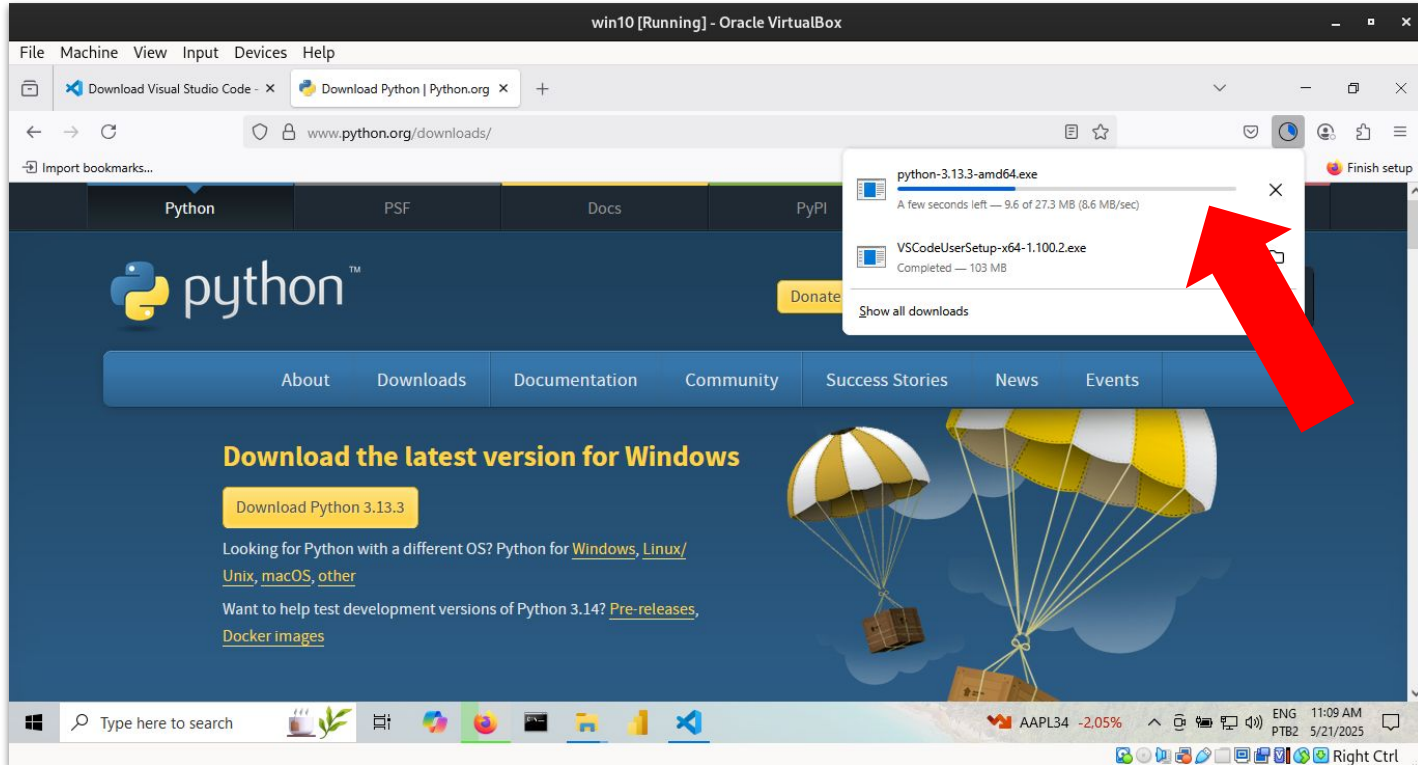 win10 [Running] - Oracle VirtualBox
File Machine View Input Devices Help
Download Visual Studio Code - Download Python | Python.org
www.python.org/downloads/
Import bookmarks...
Finish setup
python-3.13.3-amd64.exe
A few seconds left — 9.6 of 27.3 MB (8.6 MB/sec)
VSCodeUserSetup-x64-1.100.2.exe
Completed — 103 MB
Show all downloads
Python PSF Docs PyPI
python™
Donate
About Downloads Documentation Community Success Stories News Events
Download the latest version for Windows
Download Python 3.13.3
Looking for Python with a different OS? Python for Windows, Linux/
Unix, macOS, other
Want to help test development versions of Python 3.14? Pre-releases,
Docker images
Type here to search
AAPL34 -2,05%
ENG 11:09 AM
PTB2 5/21/2025
Right Ctrl